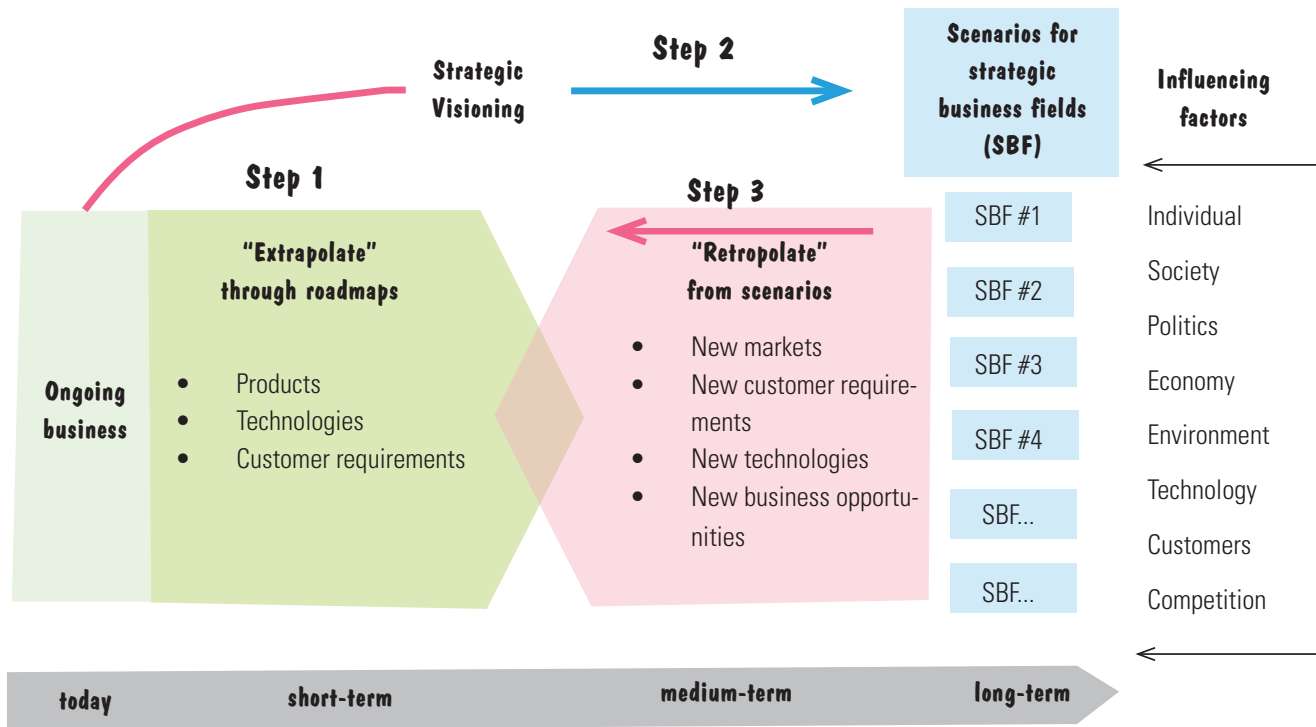 Step 2
Strategic
Visioning
Scenarios for
strategic
business fields
(SBF)
Influencing
factors
Step 1
Step 3
"Extrapolate"
through roadmaps
"Retropolate"
from scenarios
Ongoing
business
• Products
• Technologies
• Customer requirements
• New markets
• New customer require-
ments
• New technologies
• New business opportu-
nities
SBF #1
SBF #2
SBF #3
SBF #4
SBF...
SBF...
Individual
Society
Politics
Economy
Environment
Technology
Customers
Competition
today
short-term
medium-term
long-term